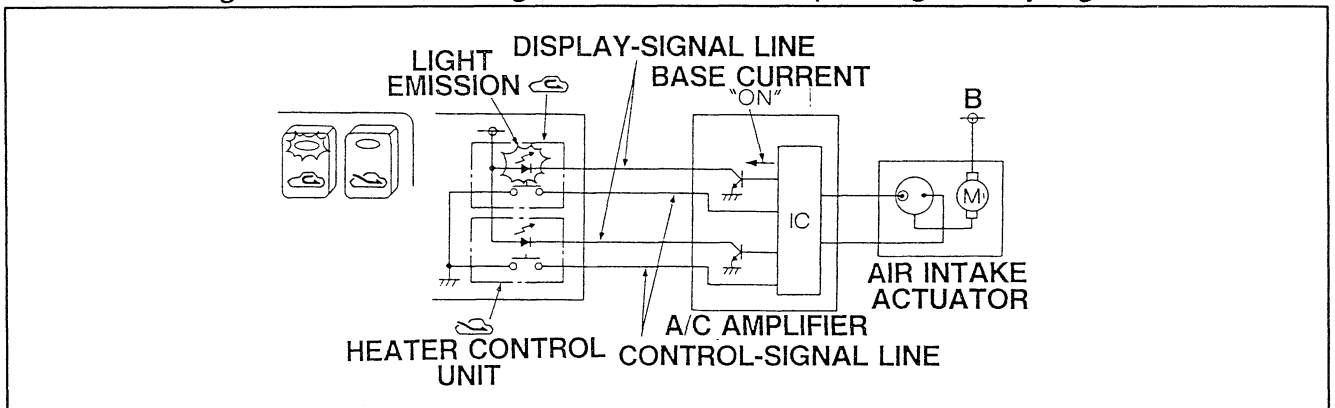 LIGHT
EMISSION
DISPLAY-SIGNAL LINE
BASE CURRENT
"ON"
B
IC
M
AIR INTAKE
ACTUATOR
A/C AMPLIFIER
CONTROL-SIGNAL LINE
HEATER CONTROL
UNIT